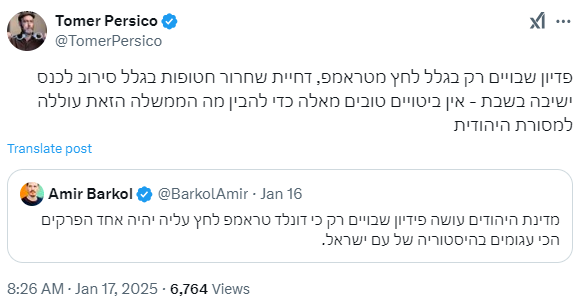 Tomer Persico
@TomerPersico
פדיון שבויים רק בגלל לחץ מטראמפ, דחיית שחרור חטופות בגלל סירוב לכנס
ישיבה בשבת - אין ביטויים טובים מאלה כדי להבין מה הממשלה הזאת עוללה
למסורת היהודית
Translate post
Amir Barkol @BarkolAmir · Jan 16
מדינת היהודים עושה פידיון שבויים רק כי דונלד טראמפ לחץ עליה יהיה אחד הפרקים
הכי עגומים בהיסטוריה של עם ישראל.
8:26 AM · Jan 17, 2025 · 6,764 Views